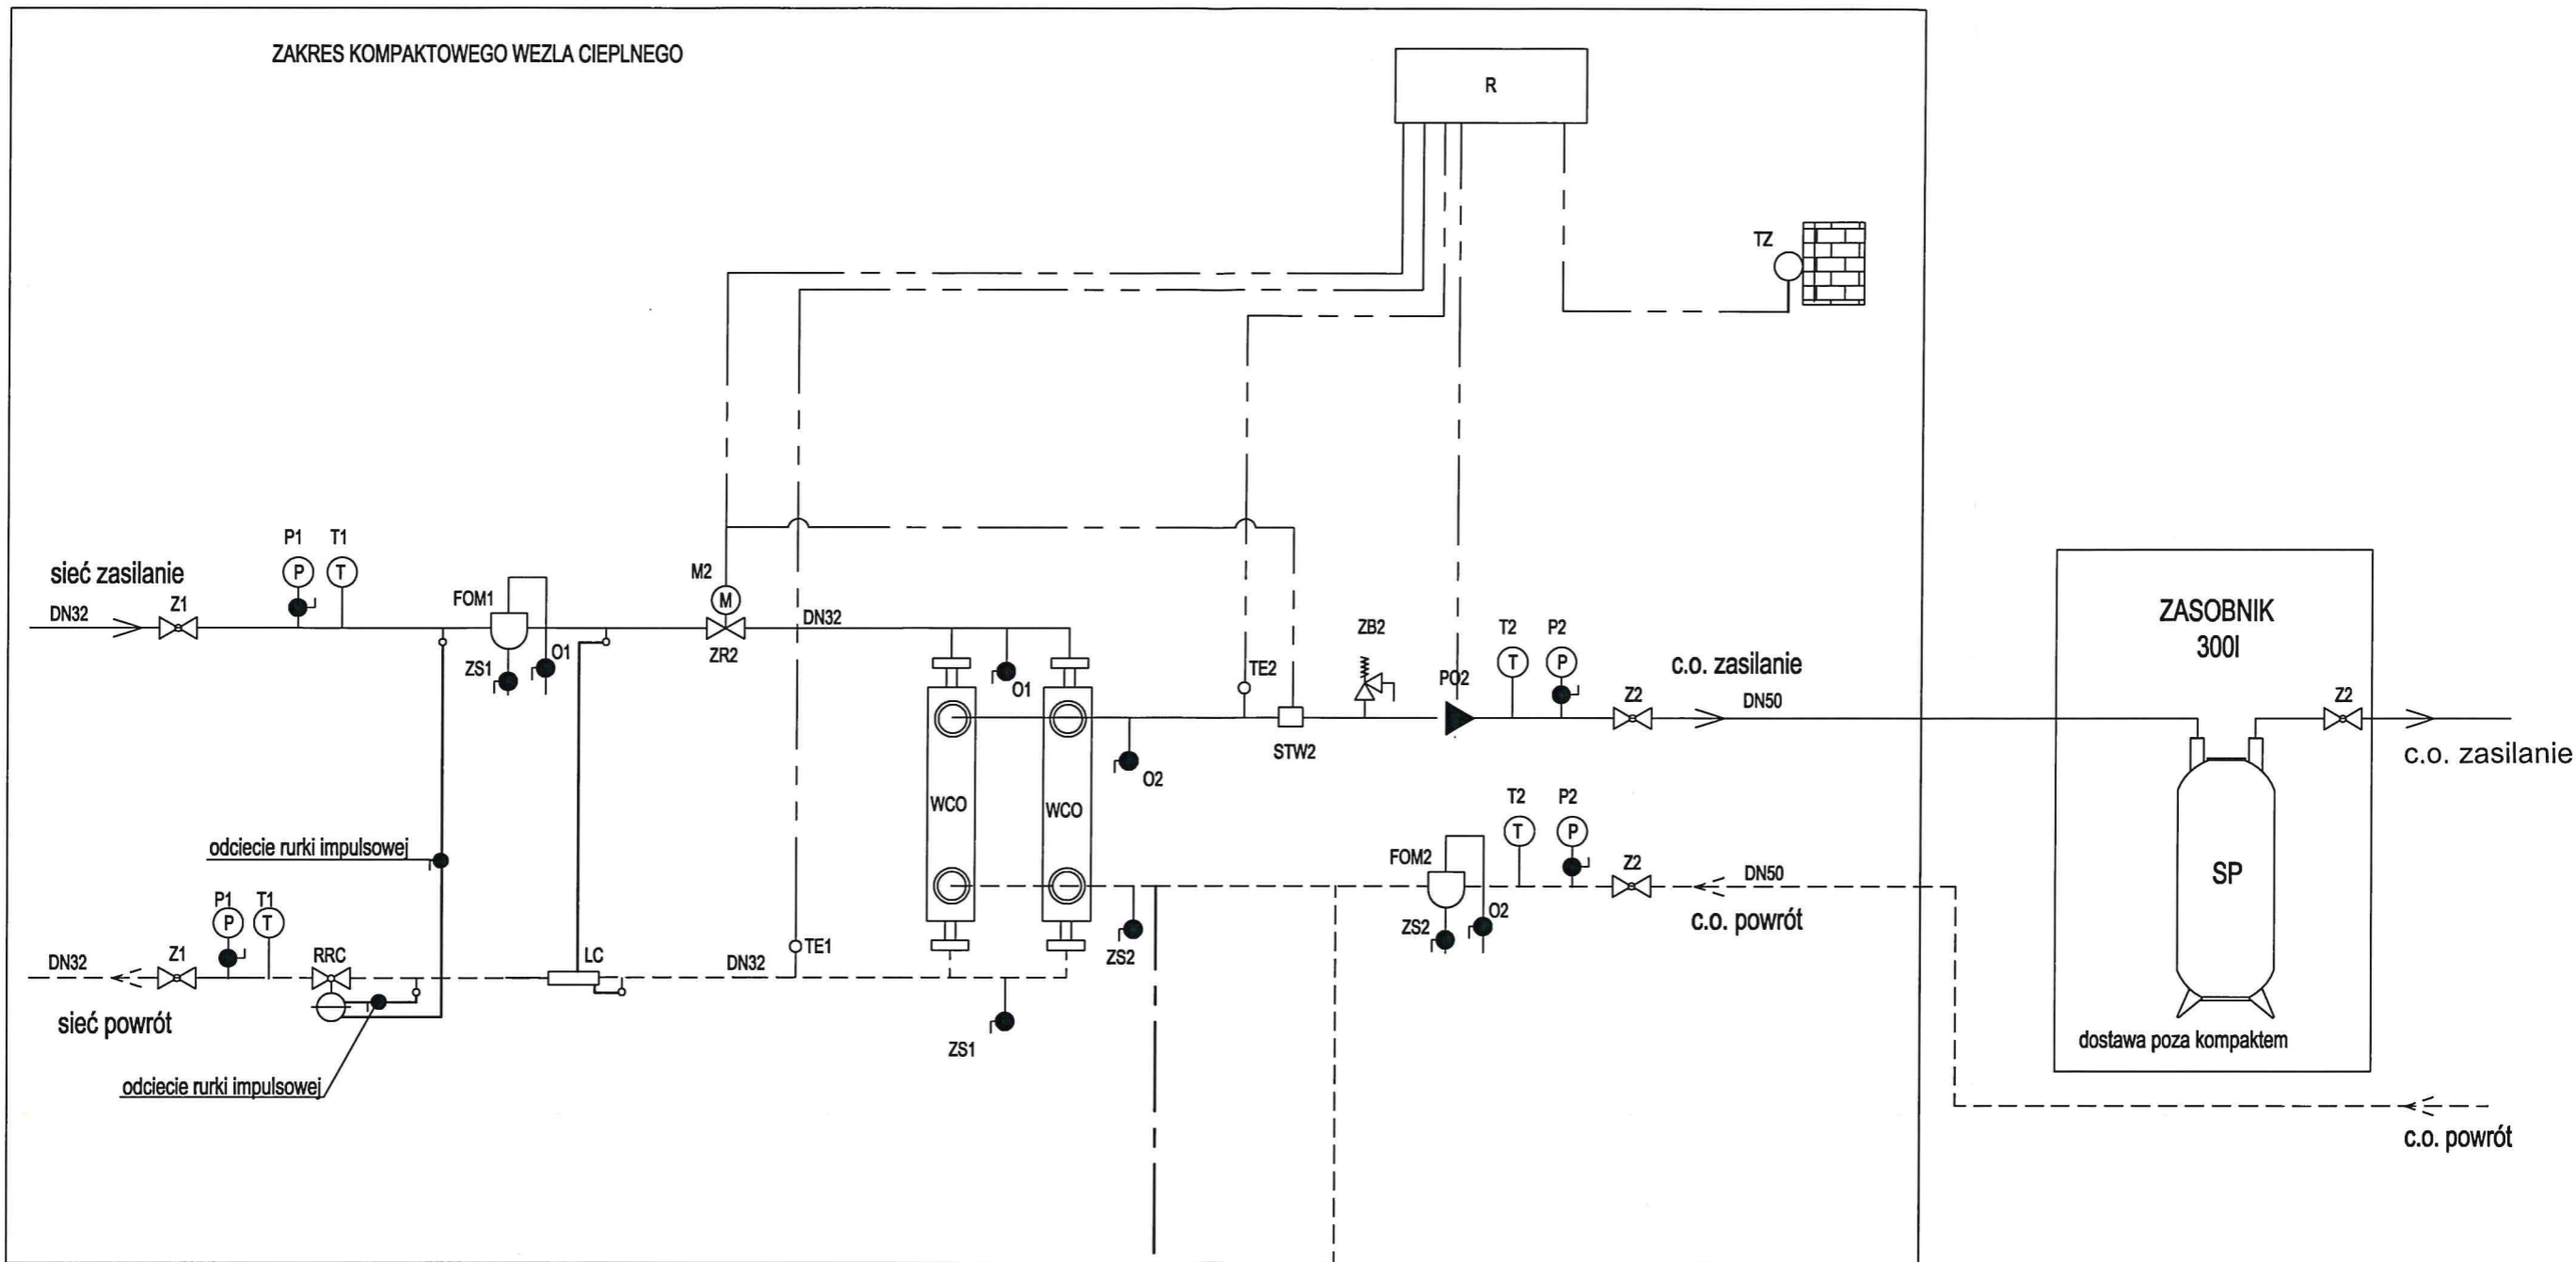 ZAKRES KOMPAKTOWEGO WEZLA CIEPLNEGO
R
TZ
P1
T1
sieć zasilanie
P
T
M2
Z1
FOM1
M
DN32
DN32
ZB2
T2
P2
O1
ZS1
ZR2
TE2
T
P
c.o. zasilanie
ZASOBNIK
300l
O1
PO2
Z2
DN50
Z2
STW2
c.o. zasilanie
O2
WCO
WCO
T2
P2
odciecie rurki impulsowej
T
P
FOM2
Z2
DN50
SP
P1
T1
P
T
O2
c.o. powrót
ZS2
ZS2
DN32
Z1
RRC
LC
DN32
TE1
sieć powrót
ZS1
dostawa poza kompaktem
odciecie rurki impulsowej
c.o. powrót